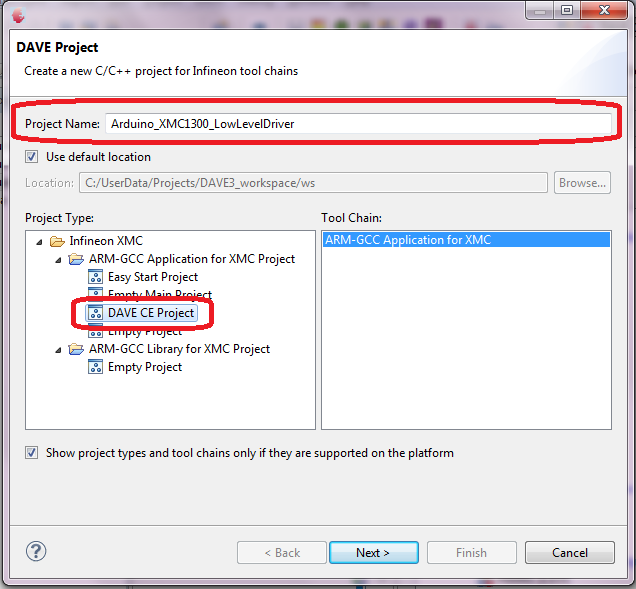 DAVE Project
Create a new C/C++ project for Infineon tool chains
Project Name: Arduino_XMC1300_LowLevelDriver
Use default location
Location: C:/UserData/Projects/DAVE3_workspace/ws Browse...
Project Type: Tool Chain:
Infineon XMC ARM-GCC Application for XMC
ARM-GCC Application for XMC Project
Easy Start Project
Empty Main Project
DAVE CE Project
Empty Project
ARM-GCC Library for XMC Project
Empty Project
Show project types and tool chains only if they are supported on the platform
? < Back Next > Finish Cancel